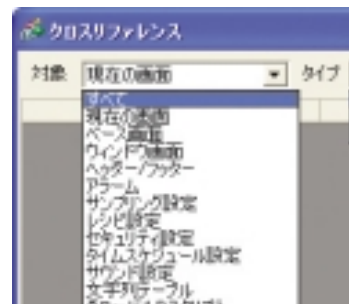 クロスリファレンス
対象 現在の画面 タイプ
すべて
現在の画面
ベース画面
ウィンドウ画面
ヘッダー/フッター
アラーム
サンプリング設定
レシピ設定
セキュリティ設定
タイムスケジュール設定
サウンド設定
文字列テーブル